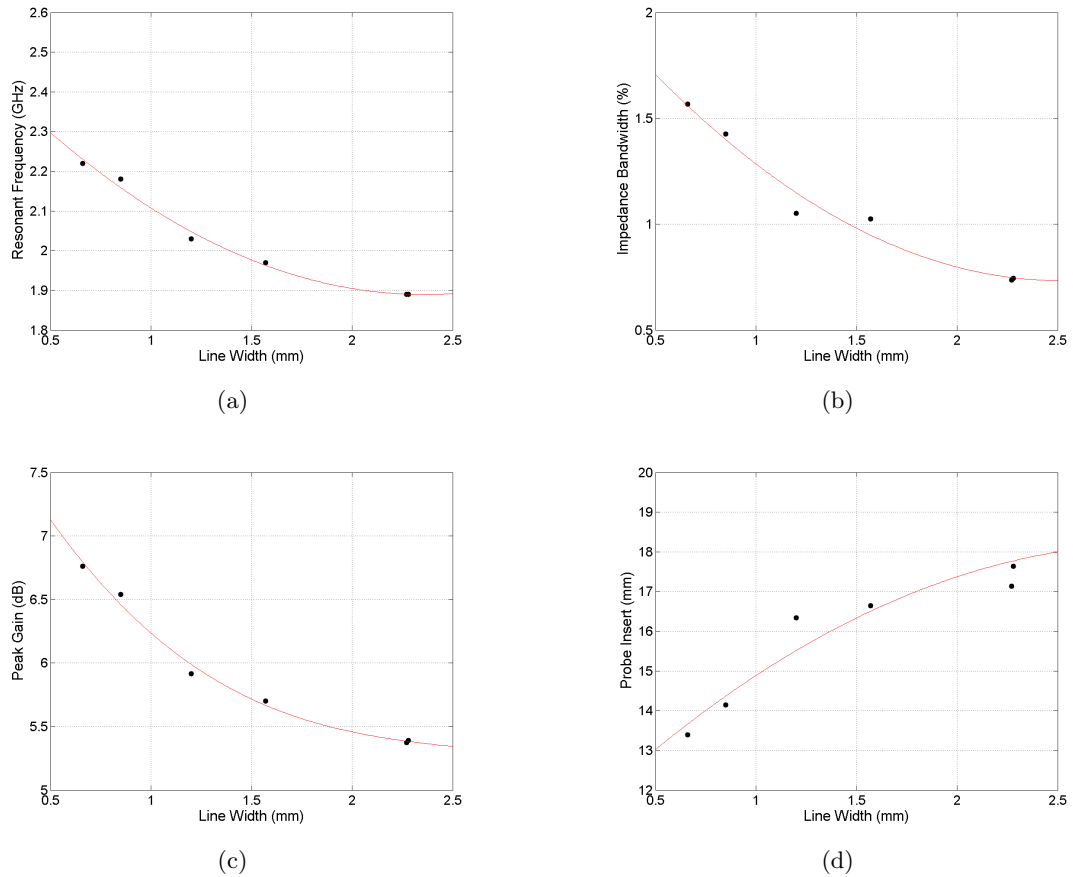 2.6
2.5
2.4
2.3
2.2
2.1
2
1.9
1.8
Resonant Frequency (GHz)
0.5 1 1.5 2 2.5
Line Width (mm)
(a)
2
1.5
1
0.5
Impedance Bandwidth (%)
0.5 1 1.5 2 2.5
Line Width (mm)
(b)
7.5
7
6.5
6
5.5
5
Peak Gain (dB)
0.5 1 1.5 2 2.5
Line Width (mm)
(c)
20
19
18
17
16
15
14
13
12
Probe Insert (mm)
0.5 1 1.5 2 2.5
Line Width (mm)
(d)